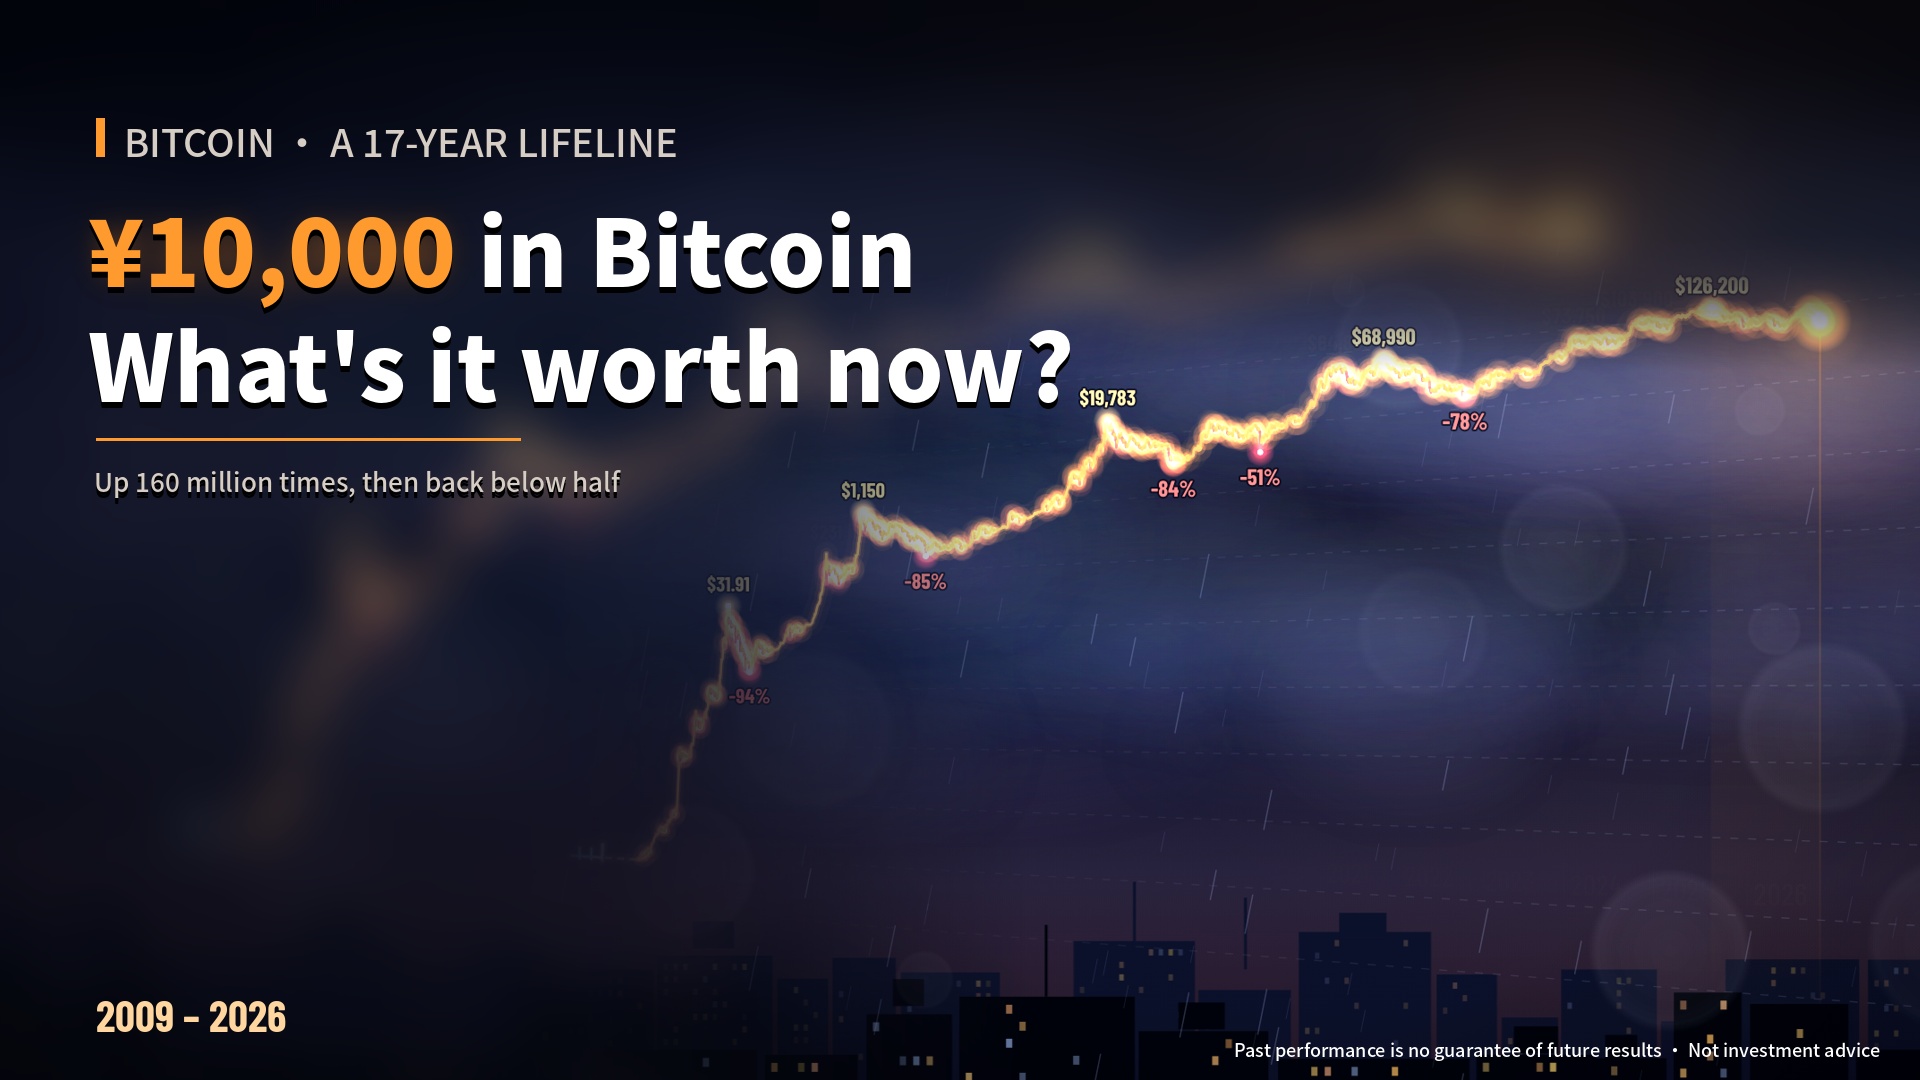 BITCOIN • A 17-YEAR LIFELINE
¥10,000 in Bitcoin
What's it worth now?
Up 160 million times, then back below half
$126,200
$68,990
$19,783
-78%
-51%
-84%
$1,150
-85%
$31.91
-94%
2026
2009 – 2026
Past performance is no guarantee of future results • Not investment advice